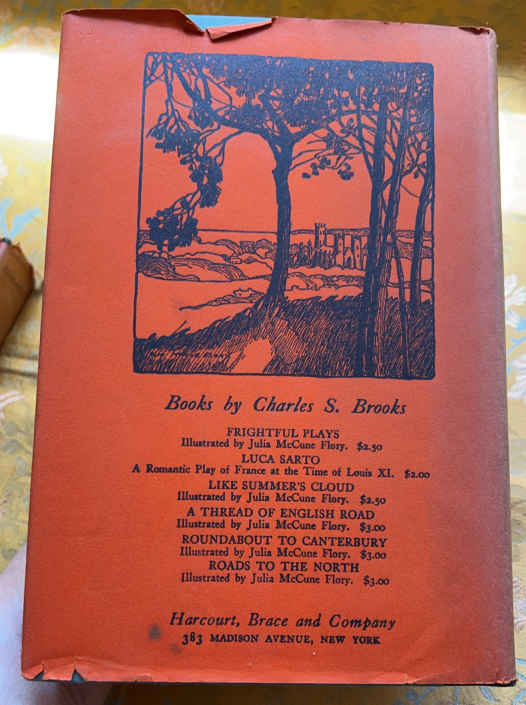 Books by Charles S. Brooks
FRIGHTFUL PLAYS
Illustrated by Julia McCune Flory. $2.50
LUCA SARTO
A Romantic Play of France at the Time of Louis XI. $2.00
LIKE SUMMER'S CLOUD
Illustrated by Julia McCune Flory. $2.50
A THREAD OF ENGLISH ROAD
Illustrated by Julia McCune Flory. $3.00
ROUNDABOUT TO CANTERBURY
Illustrated by Julia McCune Flory. $3.00
ROADS TO THE NORTH
Illustrated by Julia McCune Flory. $3.00
Harcourt, Brace and Company
383 MADISON AVENUE, NEW YORK